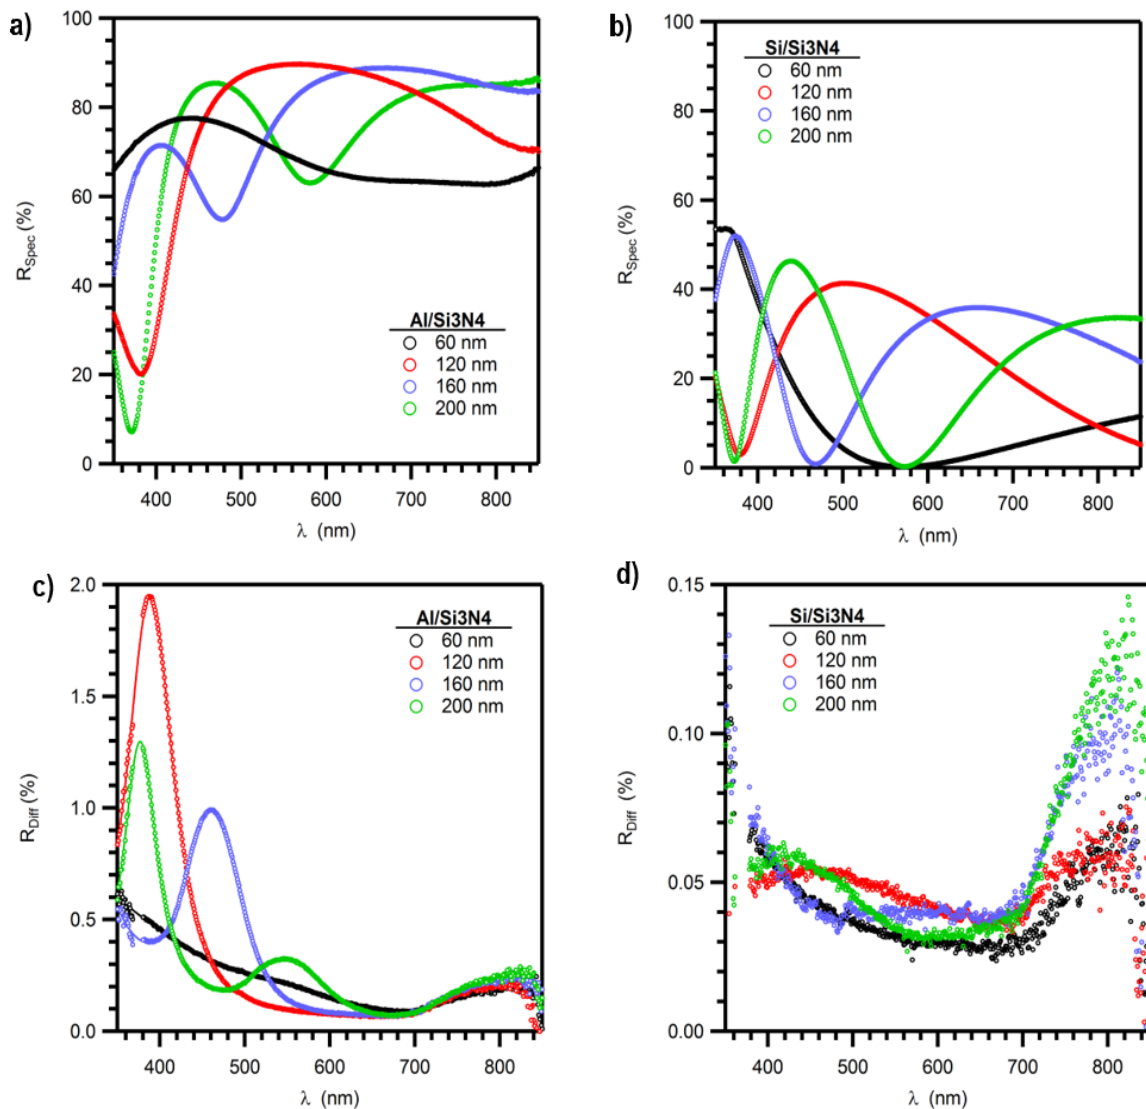 a)
100
80
60
40
20
0
R_Spec (%)
Al/Si3N4
60 nm
120 nm
160 nm
200 nm
400 500 600 700 800
λ (nm)
b)
100
80
60
40
20
0
R_Spec (%)
Si/Si3N4
60 nm
120 nm
160 nm
200 nm
400 500 600 700 800
λ (nm)
c)
2.0
1.5
1.0
0.5
0.0
R_Diff (%)
Al/Si3N4
60 nm
120 nm
160 nm
200 nm
400 500 600 700 800
λ (nm)
d)
0.15
0.10
0.05
0.00
R_Diff (%)
Si/Si3N4
60 nm
120 nm
160 nm
200 nm
400 500 600 700 800
λ (nm)